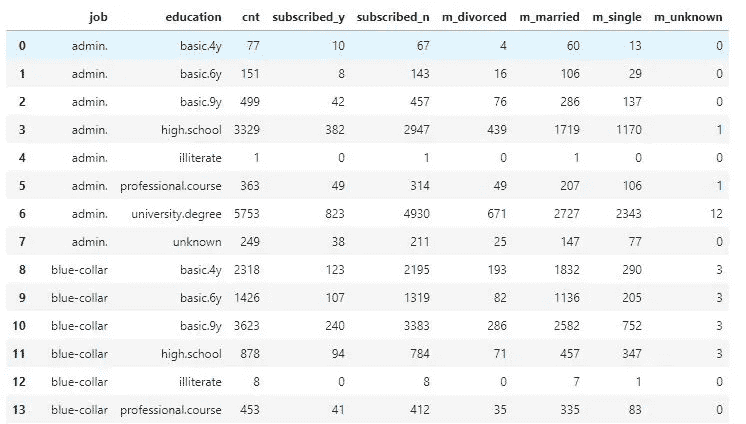 job education cnt subscribed_y subscribed_n m_divorced m_married m_single m_unknown
0 admin. basic.4y 77 10 67 4 60 13 0
1 admin. basic.6y 151 8 143 16 106 29 0
2 admin. basic.9y 499 42 457 76 286 137 0
3 admin. high.school 3329 382 2947 439 1719 1170 1
4 admin. illiterate 1 0 1 0 1 0 0
5 admin. professional.course 363 49 314 49 207 106 1
6 admin. university.degree 5753 823 4930 671 2727 2343 12
7 admin. unknown 249 38 211 25 147 77 0
8 blue-collar basic.4y 2318 123 2195 193 1832 290 3
9 blue-collar basic.6y 1426 107 1319 82 1136 205 3
10 blue-collar basic.9y 3623 240 3383 286 2582 752 3
11 blue-collar high.school 878 94 784 71 457 347 3
12 blue-collar illiterate 8 0 8 0 7 1 0
13 blue-collar professional.course 453 41 412 35 335 83 0